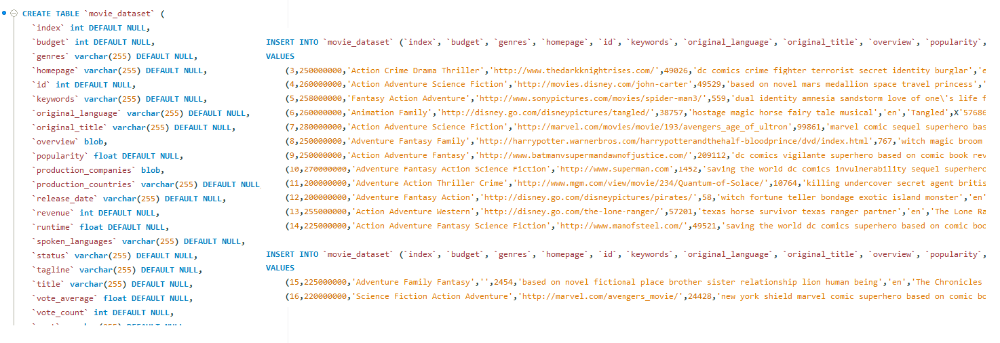 CREATE TABLE `movie_dataset` (
`index` int DEFAULT NULL,
`budget` int DEFAULT NULL,
`genres` varchar(255) DEFAULT NULL,
`homepage` varchar(255) DEFAULT NULL,
`id` int DEFAULT NULL,
`keywords` varchar(255) DEFAULT NULL,
`original_language` varchar(255) DEFAULT NULL,
`original_title` varchar(255) DEFAULT NULL,
`overview` blob,
`popularity` float DEFAULT NULL,
`production_companies` blob,
`production_countries` varchar(255) DEFAULT NULL
`release_date` varchar(255) DEFAULT NULL,
`revenue` int DEFAULT NULL,
`runtime` float DEFAULT NULL,
`spoken_languages` varchar(255) DEFAULT NULL,
`status` varchar(255) DEFAULT NULL,
`tagline` varchar(255) DEFAULT NULL,
`title` varchar(255) DEFAULT NULL,
`vote_average` float DEFAULT NULL,
`vote_count` int DEFAULT NULL,
INSERT INTO `movie_dataset` (`index`, `budget`, `genres`, `homepage`, `id`, `keywords`, `original_language`, `original_title`, `overview`, `popularity`,
VALUES
(3,250000000,'Action Crime Drama Thriller','http://www.thedarkknightrises.com/',49026,'dc comics crime fighter terrorist secret identity burglar','e
(4,260000000,'Action Adventure Science Fiction','http://movies.disney.com/john-carter',49529,'based on novel mars medallion space travel princess','
(5,258000000,'Fantasy Action Adventure','http://www.sonypictures.com/movies/spider-man3/',559,'dual identity amnesia sandstorm love of one\'s life f
(6,260000000,'Animation Family','http://disney.go.com/disneypictures/tangled/',38757,'hostage magic horse fairy tale musical','en','Tangled',X'57686
(7,280000000,'Action Adventure Science Fiction','http://marvel.com/movies/movie/193/avengers_age_of_ultron',99861,'marvel comic sequel superhero bas
(8,250000000,'Adventure Fantasy Family','http://harrypotter.warnerbros.com/harrypotterandthehalf-bloodprince/dvd/index.html',767,'witch magic broom
(9,250000000,'Action Adventure Fantasy','http://www.batmanvsupermandawnofjustice.com/',209112,'dc comics vigilante superhero based on comic book rev
(10,270000000,'Adventure Fantasy Action Science Fiction','http://www.superman.com',1452,'saving the world dc comics invulnerability sequel superhero
(11,200000000,'Adventure Action Thriller Crime','http://www.mgm.com/view/movie/234/Quantum-of-Solace/',10764,'killing undercover secret agent britis
(12,200000000,'Adventure Fantasy Action','http://disney.go.com/disneypictures/pirates/',58,'witch fortune teller bondage exotic island monster','en'
(13,255000000,'Action Adventure Western','http://disney.go.com/the-lone-ranger/',57201,'texas horse survivor texas ranger partner','en','The Lone Ra
(14,225000000,'Action Adventure Fantasy Science Fiction','http://www.manofsteel.com/',49521,'saving the world dc comics superhero based on comic boo
INSERT INTO `movie_dataset` (`index`, `budget`, `genres`, `homepage`, `id`, `keywords`, `original_language`, `original_title`, `overview`, `popularity`,
VALUES
(15,225000000,'Adventure Family Fantasy','',2454,'based on novel fictional place brother sister relationship lion human being','en','The Chronicles
(16,220000000,'Science Fiction Action Adventure','http://marvel.com/avengers_movie/',24428,'new york shield marvel comic superhero based on comic bo